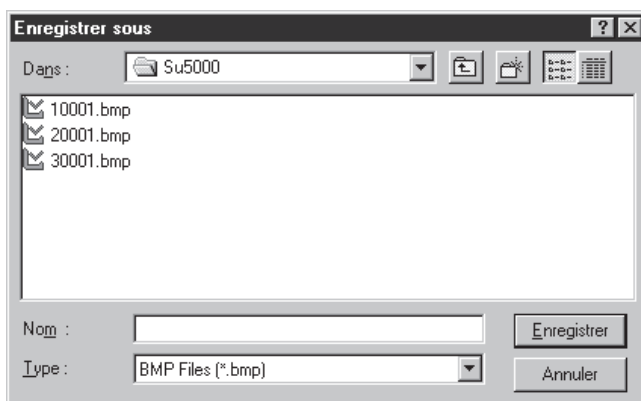 Enregistrer sous
Dans : Su5000
10001.bmp
20001.bmp
30001.bmp
Nom : Enregistrer
Type : BMP Files (*.bmp) Annuler